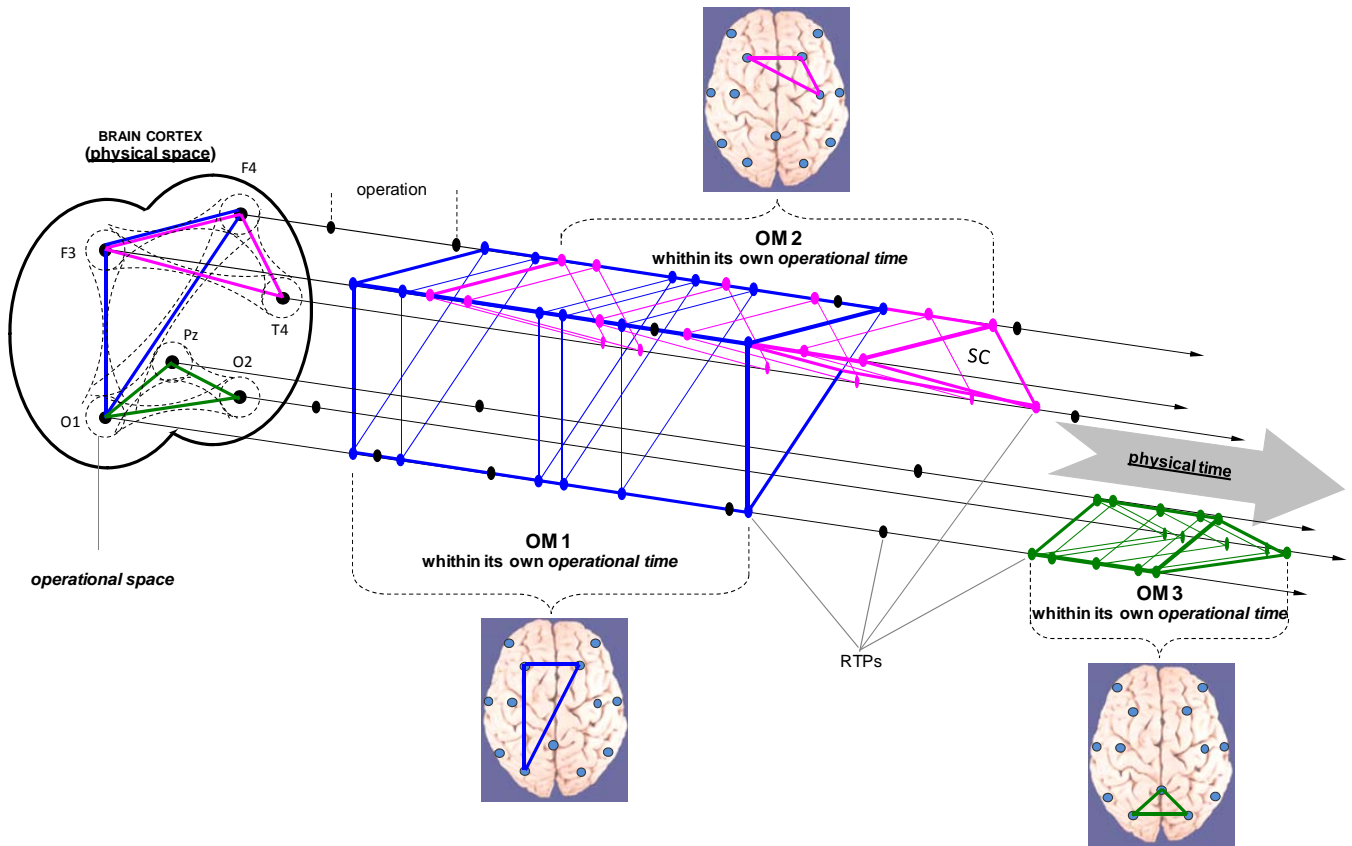 BRAIN CORTEX
(physical space)
F4
operation
F3
OM 2
whithin its own operational time
T4
Pz
O2
SC
O1
physical time
operational space
OM 1
whithin its own operational time
OM 3
whithin its own operational time
RTPs